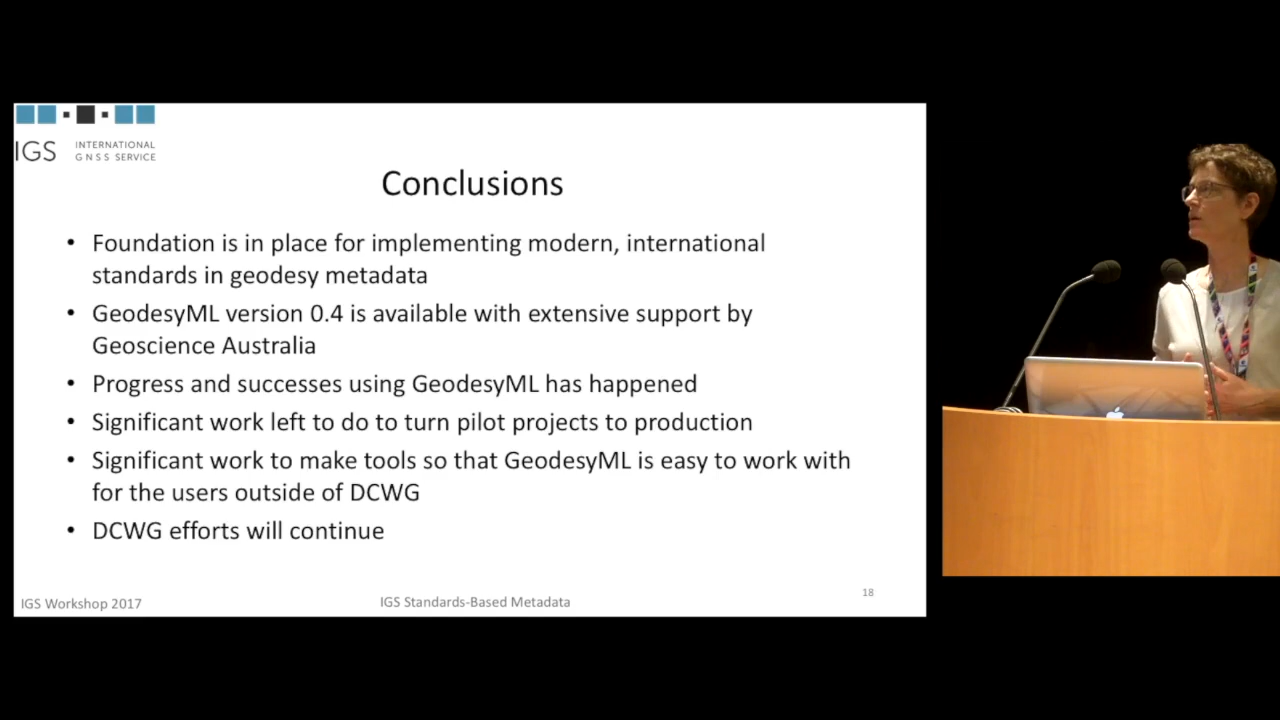 IGS
INTERNATIONAL
GNSS SERVICE
Conclusions
• Foundation is in place for implementing modern, international
standards in geodesy metadata
• GeodesyML version 0.4 is available with extensive support by
Geoscience Australia
• Progress and successes using GeodesyML has happened
• Significant work left to do to turn pilot projects to production
• Significant work to make tools so that GeodesyML is easy to work with
for the users outside of DCWG
• DCWG efforts will continue
IGS Workshop 2017
IGS Standards-Based Metadata
18